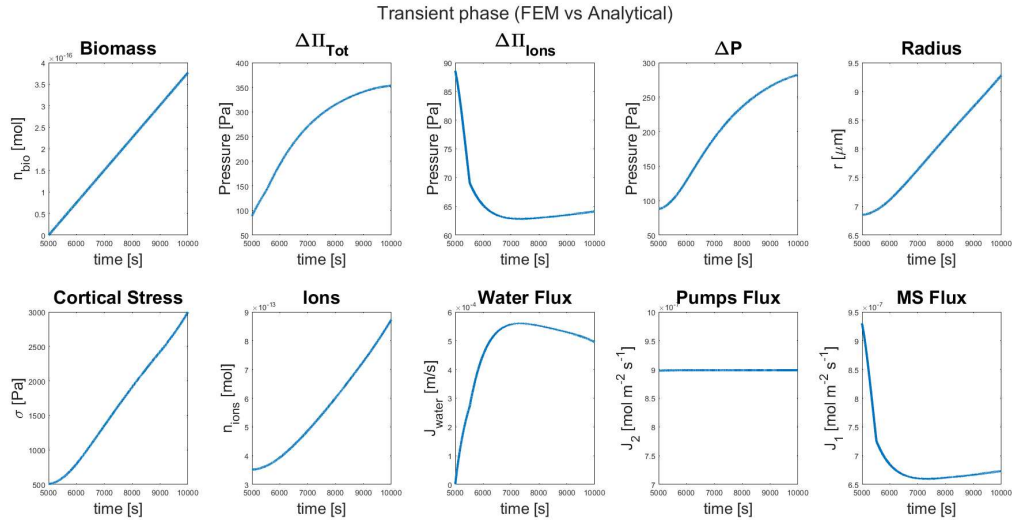 Transient phase (FEM vs Analytical)
Biomass
× 10⁻¹⁶
4
3.5
3
2.5
2
1.5
1
0.5
0
n_bio [mol]
5000 6000 7000 8000 9000 10000
time [s]
ΔΠ_Tot
400
350
300
250
200
150
100
50
Pressure [Pa]
5000 6000 7000 8000 9000 10000
time [s]
ΔΠ_Ions
90
85
80
75
70
65
60
Pressure [Pa]
5000 6000 7000 8000 9000 10000
time [s]
ΔP
300
250
200
150
100
50
Pressure [Pa]
5000 6000 7000 8000 9000 10000
time [s]
Radius
9.5
9
8.5
8
7.5
7
6.5
r [μm]
5000 6000 7000 8000 9000 10000
time [s]
Cortical Stress
3000
2500
2000
1500
1000
500
σ [Pa]
5000 6000 7000 8000 9000 10000
time [s]
Ions
× 10⁻¹³
9
8
7
6
5
4
3
n_ions [mol]
5000 6000 7000 8000 9000 10000
time [s]
Water Flux
× 10⁻⁴
6
5
4
3
2
1
0
J_water [m/s]
5000 6000 7000 8000 9000 10000
time [s]
Pumps Flux
10
9.5
9
8.5
8
7.5
7
J₂ [mol m⁻² s⁻¹]
5000 6000 7000 8000 9000 10000
time [s]
MS Flux
× 10⁻⁷
9.5
9
8.5
8
7.5
7
6.5
J₁ [mol m⁻² s⁻¹]
5000 6000 7000 8000 9000 10000
time [s]